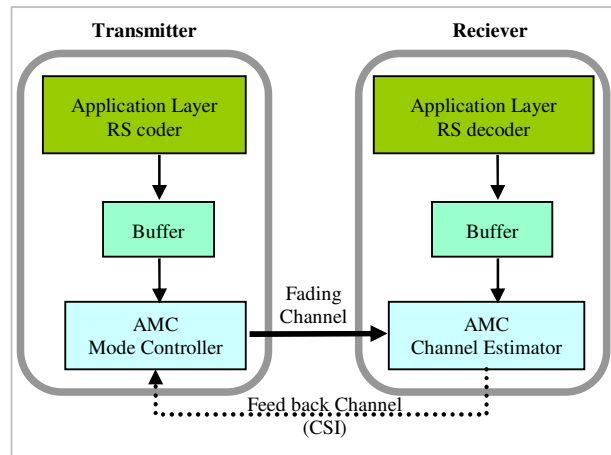 Transmitter
Reciever
Application Layer
RS coder
Application Layer
RS decoder
Buffer
Buffer
Fading
Channel
AMC
Mode Controller
AMC
Channel Estimator
Feed back Channel
(CSI)